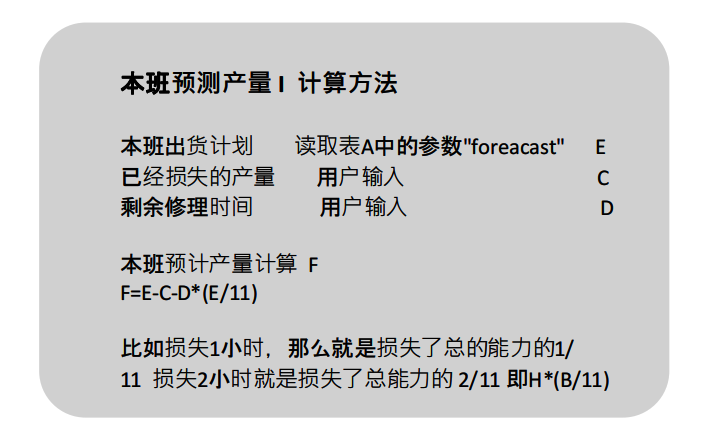 本班预测产量 I 计算方法
本班出货计划 读取表A中的参数"foreacast" E
已经损失的产量 用户输入 C
剩余修理时间 用户输入 D
本班预计产量计算 F
F=E-C-D*(E/11)
比如损失1小时，那么就是损失了总的能力的1/
11 损失2小时就是损失了总能力的 2/11 即H*(B/11)